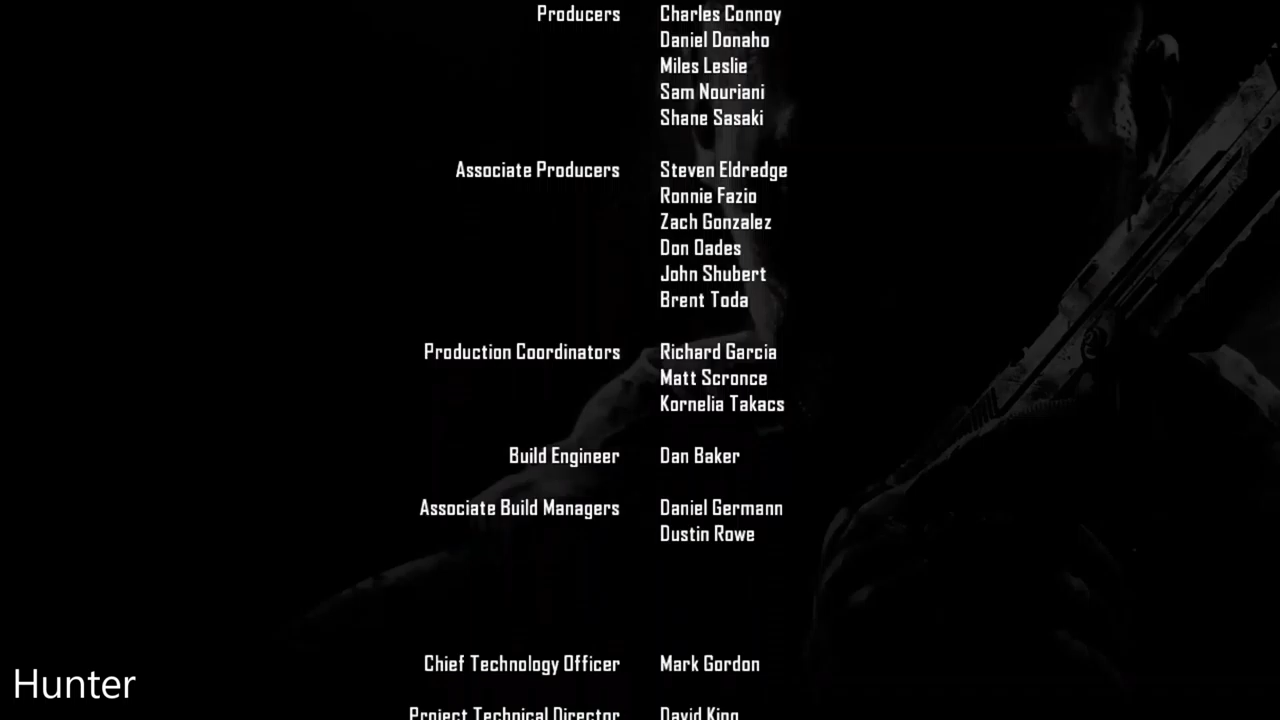 Producers Charles Connoy
Daniel Donaho
Miles Leslie
Sam Nouriani
Shane Sasaki
Associate Producers Steven Eldredge
Ronnie Fazio
Zach Gonzalez
Don Oades
John Shubert
Brent Toda
Production Coordinators Richard Garcia
Matt Scronce
Kornelia Takacs
Build Engineer Dan Baker
Associate Build Managers Daniel Germann
Dustin Rowe
Chief Technology Officer Mark Gordon
Hunter
Project Technical Director David King